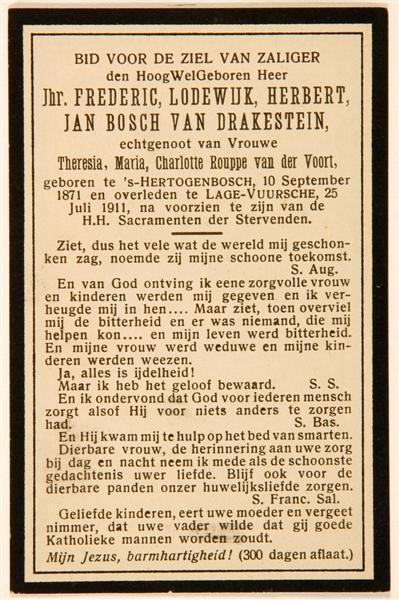 BID VOOR DE ZIEL VAN ZALIGER
den HoogWelGeboren Heer
Jhr. FREDERIC, LODEWIJK, HERBERT,
JAN BOSCH VAN DRAKESTEIN,
echtgenoot van Vrouwe
Theresia, Maria, Charlotte Rouppe van der Voort,
geboren te 's-HERTOGENBOSCH, 10 September
1871 en overleden te LAGE-VUURSCHE, 25
Juli 1911, na voorzien te zijn van de
H.H. Sacramenten der Stervenden.
Ziet, dus het vele wat de wereld mij geschon-
ken zag, noemde zij mijne schoone toekomst.
S. Aug.
En van God ontving ik eene zorgvolle vrouw
en kinderen werden mij gegeven en ik ver-
heugde mij in hen.... Maar ziet, toen overviel
mij de bitterheid en er was niemand, die mij
helpen kon.... en mijn leven werd bitterheid.
En mijne vrouw werd weduwe en mijne kin-
deren werden weezen.
Ja, alles is ijdelheid!
Maar ik heb het geloof bewaard. S. S.
En ik ondervond dat God voor iederen mensch
zorgt alsof Hij voor niets anders te zorgen
had. S. Bas.
En Hij kwam mij te hulp op het bed van smarten.
Dierbare vrouw, de herinnering aan uwe zorg
bij dag en nacht neem ik mede als de schoonste
gedachtenis uwer liefde. Blijf ook voor de
dierbare panden onzer huwelijksliefde zorgen.
S. Franc. Sal.
Geliefde kinderen, eert uwe moeder en vergeet
nimmer, dat uwe vader wilde dat gij goede
Katholieke mannen worden zoudt.
Mijn Jezus, barmhartigheid! (300 dagen aflaat.)